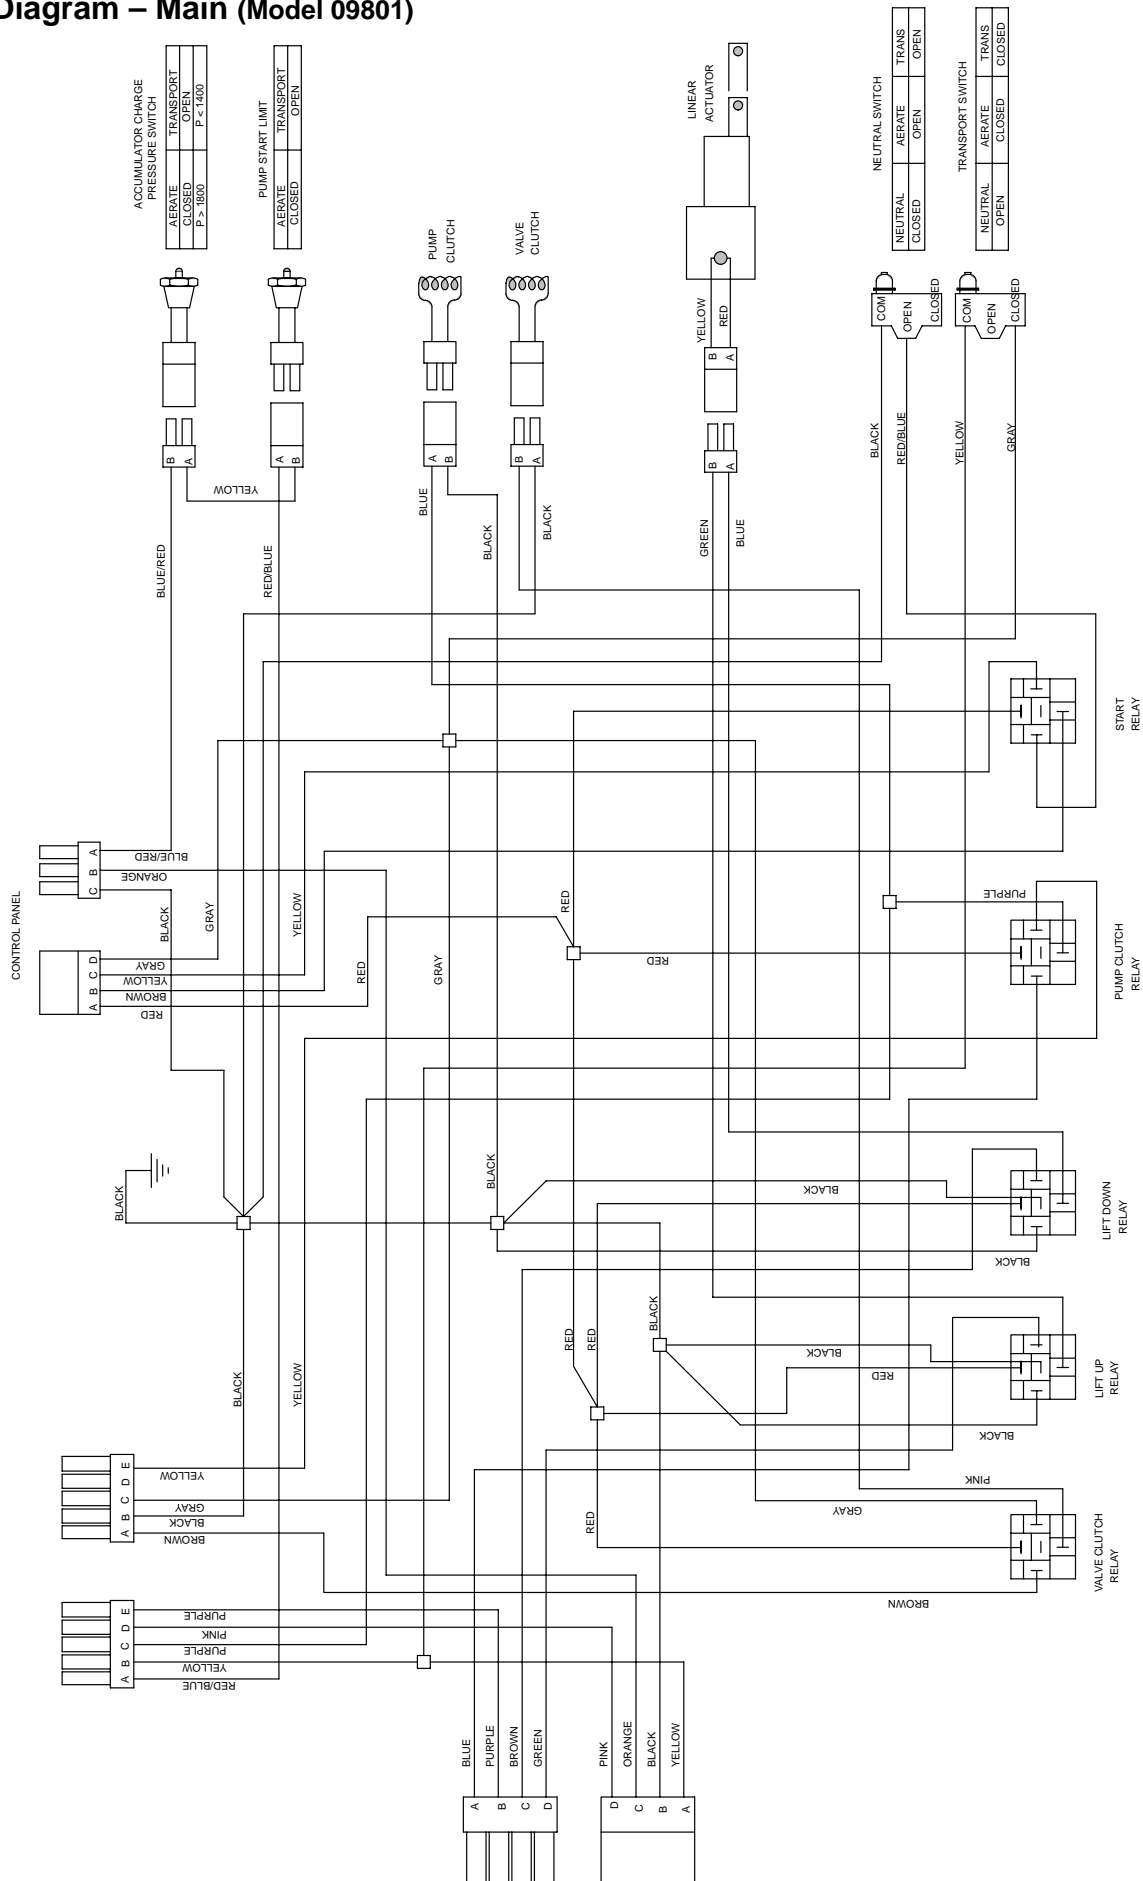 Diagram – Main (Model 09801)
ACCUMULATOR CHARGE
PRESSURE SWITCH
AERATE TRANSPORT
CLOSED OPEN
P > 1800 P < 1400
PUMP START LIMIT
AERATE TRANSPORT
CLOSED OPEN
PUMP
CLUTCH
VALVE
CLUTCH
LINEAR
ACTUATOR
NEUTRAL SWITCH
NEUTRAL AERATE TRANS
CLOSED OPEN OPEN
TRANSPORT SWITCH
NEUTRAL AERATE TRANS
OPEN CLOSED CLOSED
YELLOW
RED
B
A
COM
OPEN
CLOSED
COM
OPEN
CLOSED
B
A
A
B
A
B
B
A
B
A
YELLOW
BLUE/RED
RED/BLUE
BLUE
BLACK
BLACK
GREEN
BLUE
BLACK
RED/BLUE
YELLOW
GRAY
START
RELAY
CONTROL PANEL
A
B
C
BLUE/RED
ORANGE
BLACK
GRAY
YELLOW
RED
GRAY
RED
D
C
B
A
GRAY
YELLOW
BROWN
RED
RED
PURPLE
PUMP CLUTCH
RELAY
BLACK
BLACK
BLACK
BLACK
LIFT DOWN
RELAY
RED
RED
BLACK
BLACK
RED
BLACK
LIFT UP
RELAY
BLACK
YELLOW
E
D
C
B
A
YELLOW
GRAY
BLACK
BROWN
RED
GRAY
PINK
BROWN
VALVE CLUTCH
RELAY
E
D
C
B
A
PURPLE
PINK
PURPLE
YELLOW
RED/BLUE
BLUE
PURPLE
BROWN
GREEN
PINK
ORANGE
BLACK
YELLOW
A
B
C
D
D
C
B
A